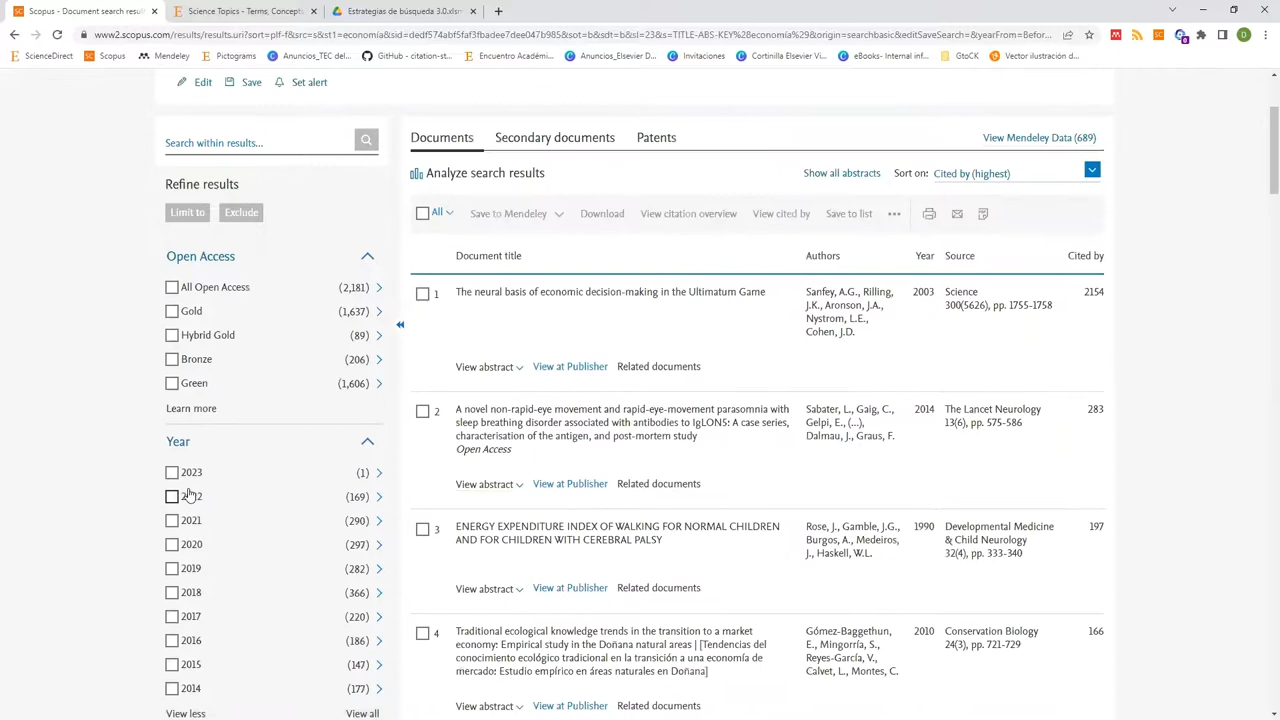 Scopus - Document search resu
Science Topics - Terms, Concept
Estrategias de búsqueda 3.0.xlsm
www2.scopus.com/results/results.uri?sort=plf-f&src=s&st1=economía&sid=dedf574abf5faf3fbadee7dee047b985&sot=b&sdt=b&sl=23&s=TITLE-ABS-KEY%28economía%29&origin=searchbasic&editSaveSearch=&yearFrom=Befor...
ScienceDirect
Scopus
Mendeley
Pictograms
Anuncios_TEC del...
GitHub - citation-st...
Encuentro Académi...
Anuncios_Elsevier D...
Invitaciones
Cortinilla Elsevier Vi...
eBooks- Internal inf...
GtoCK
Vector ilustración d...
Edit
Save
Set alert
Search within results...
Refine results
Limit to
Exclude
Open Access
All Open Access (2,181)
Gold (1,637)
Hybrid Gold (89)
Bronze (206)
Green (1,606)
Learn more
Year
2023 (1)
(169)
2021 (290)
2020 (297)
2019 (282)
2018 (366)
2017 (220)
2016 (186)
2015 (147)
2014 (177)
View less View all
Documents Secondary documents Patents
View Mendeley Data (689)
Analyze search results
Show all abstracts
Sort on: Cited by (highest)
All Save to Mendeley Download View citation overview View cited by Save to list •••
Document title Authors Year Source Cited by
1 The neural basis of economic decision-making in the Ultimatum Game
Sanfey, A.G., Rilling,
J.K., Aronson, J.A.,
Nystrom, L.E.,
Cohen, J.D.
2003
Science
300(5626), pp. 1755-1758
2154
View abstract View at Publisher Related documents
2 A novel non-rapid-eye movement and rapid-eye-movement parasomnia with
sleep breathing disorder associated with antibodies to IgLON5: A case series,
characterisation of the antigen, and post-mortem study
Open Access
Sabater, L., Gaig, C.,
Gelpi, E., (...),
Dalmau, J., Graus, F.
2014
The Lancet Neurology
13(6), pp. 575-586
283
View abstract View at Publisher Related documents
3 ENERGY EXPENDITURE INDEX OF WALKING FOR NORMAL CHILDREN
AND FOR CHILDREN WITH CEREBRAL PALSY
Rose, J., Gamble, J.G.,
Burgos, A., Medeiros,
J., Haskell, W.L.
1990
Developmental Medicine
& Child Neurology
32(4), pp. 333-340
197
View abstract View at Publisher Related documents
4 Traditional ecological knowledge trends in the transition to a market
economy: Empirical study in the Doñana natural areas | [Tendencias del
conocimiento ecológico tradicional en la transición a una economía de
mercado: Estudio empírico en áreas naturales en Doñana]
Gómez-Baggethun,
E., Mingorría, S.,
Reyes-García, V.,
Calvet, L., Montes, C.
2010
Conservation Biology
24(3), pp. 721-729
166
View abstract View at Publisher Related documents